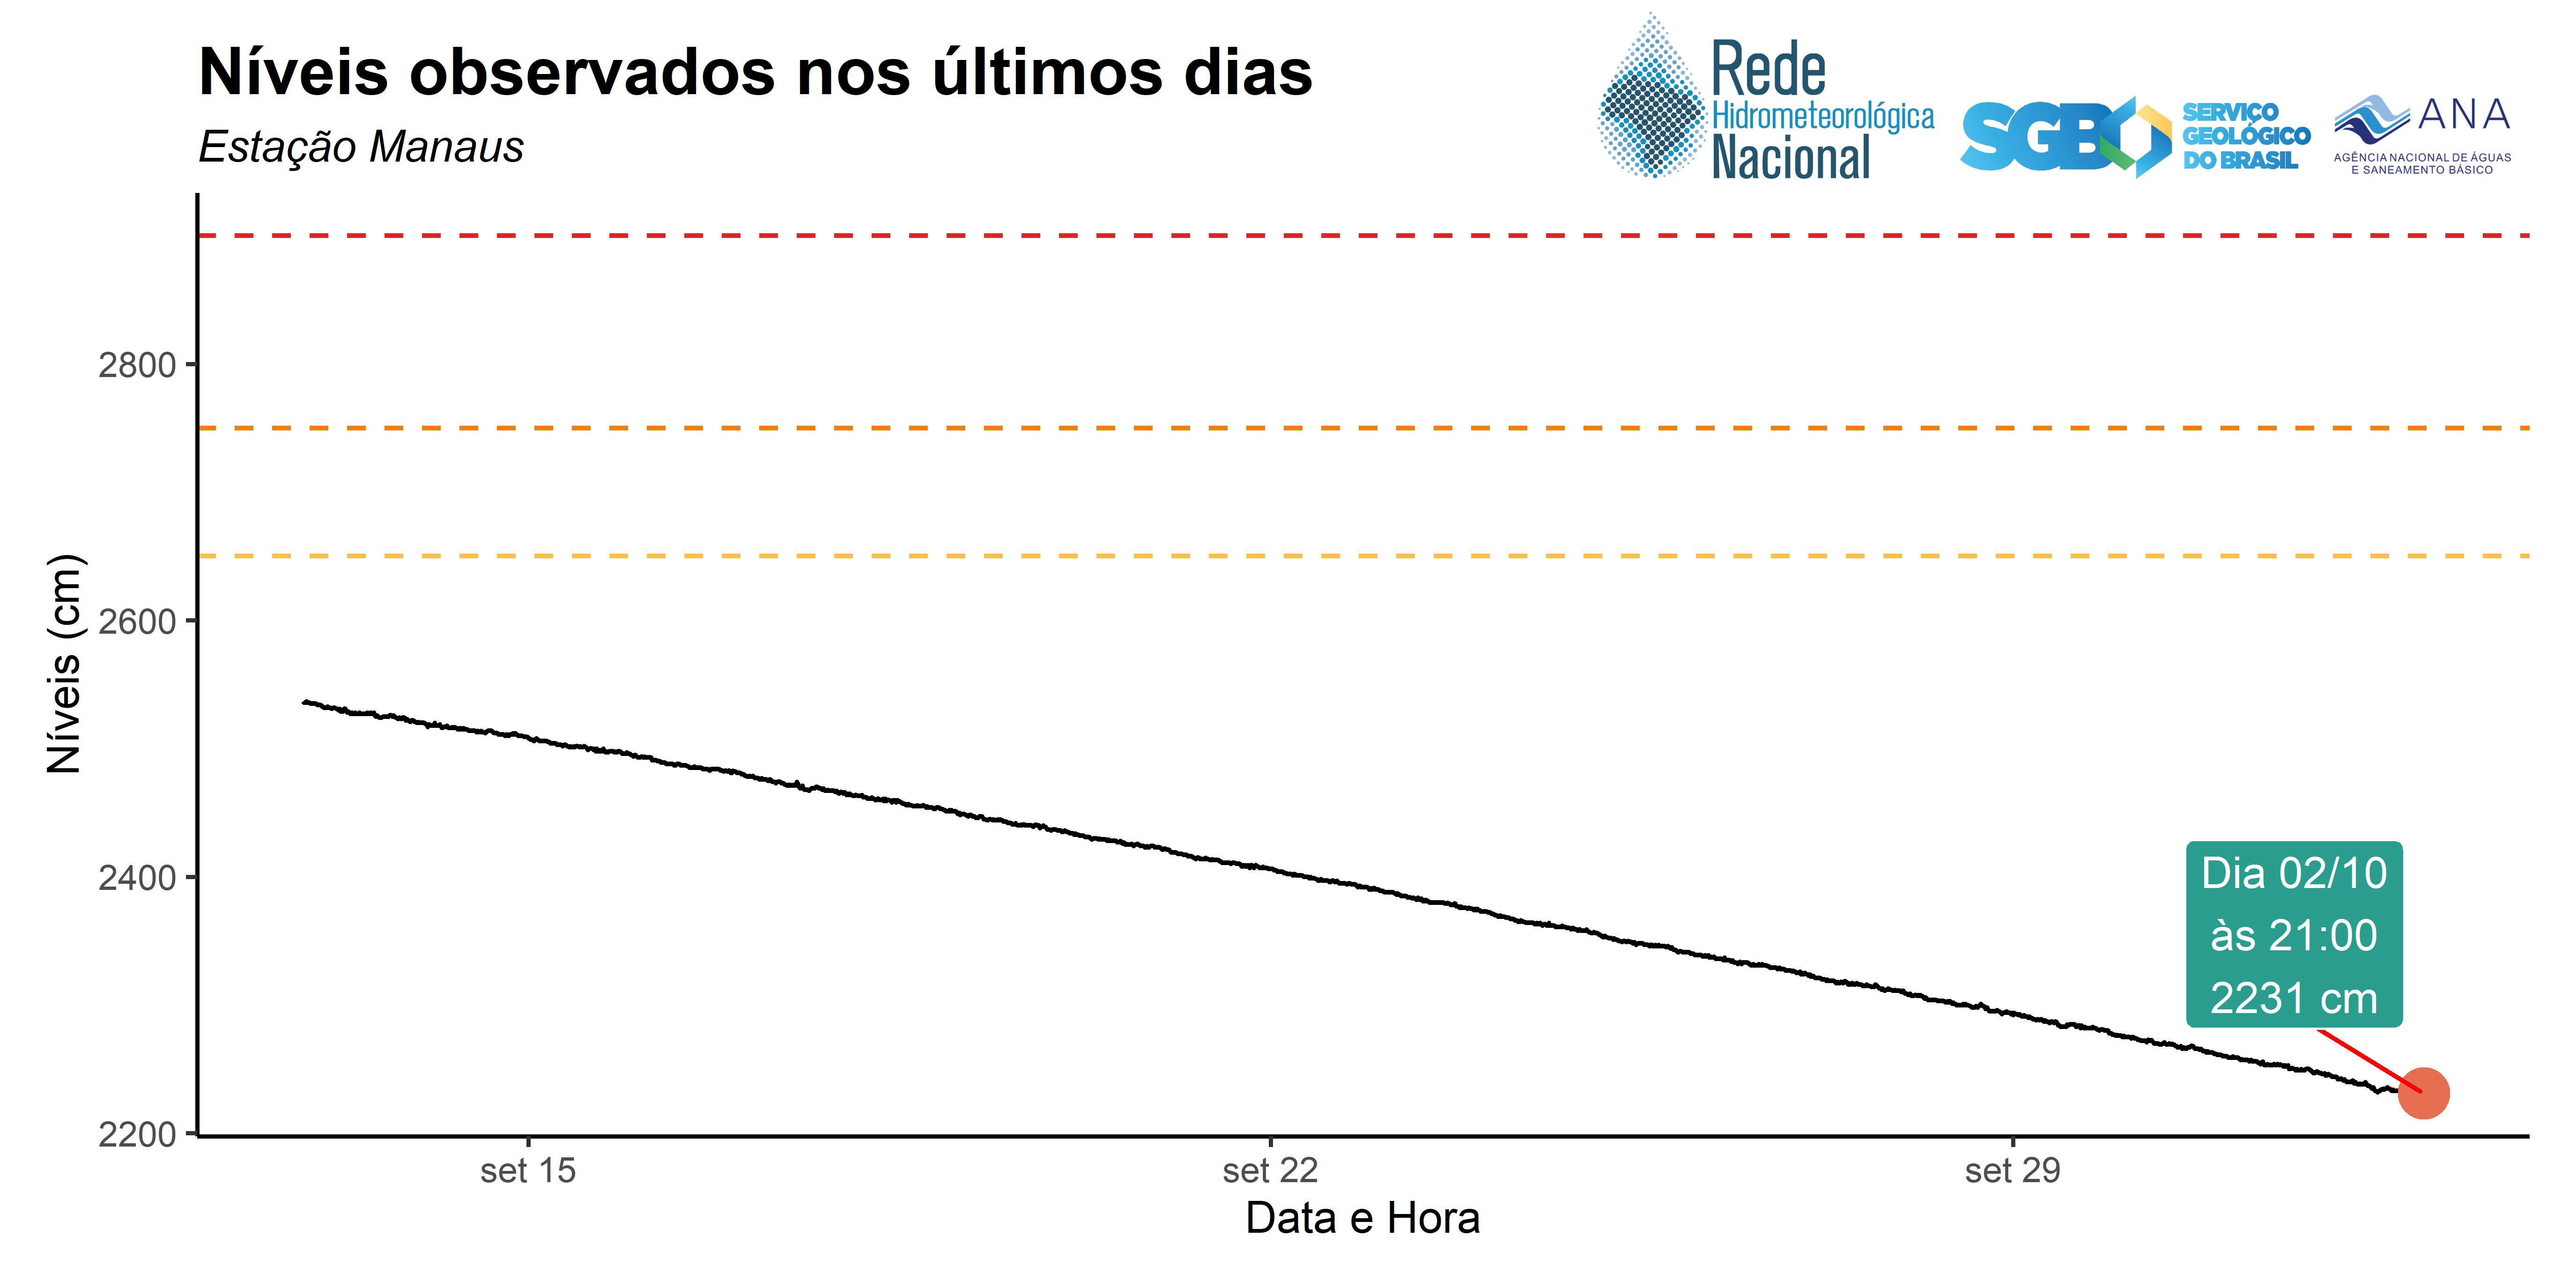 Níveis observados nos últimos dias
Estação Manaus
Rede
Hidrometeorológica
Nacional
SGB
SERVIÇO
GEOLÓGICO
DO BRASIL
ANA
AGÊNCIA NACIONAL DE ÁGUAS
E SANEAMENTO BÁSICO
Níveis (cm)
2800
2600
2400
2200
Dia 02/10
às 21:00
2231 cm
set 15
set 22
set 29
Data e Hora